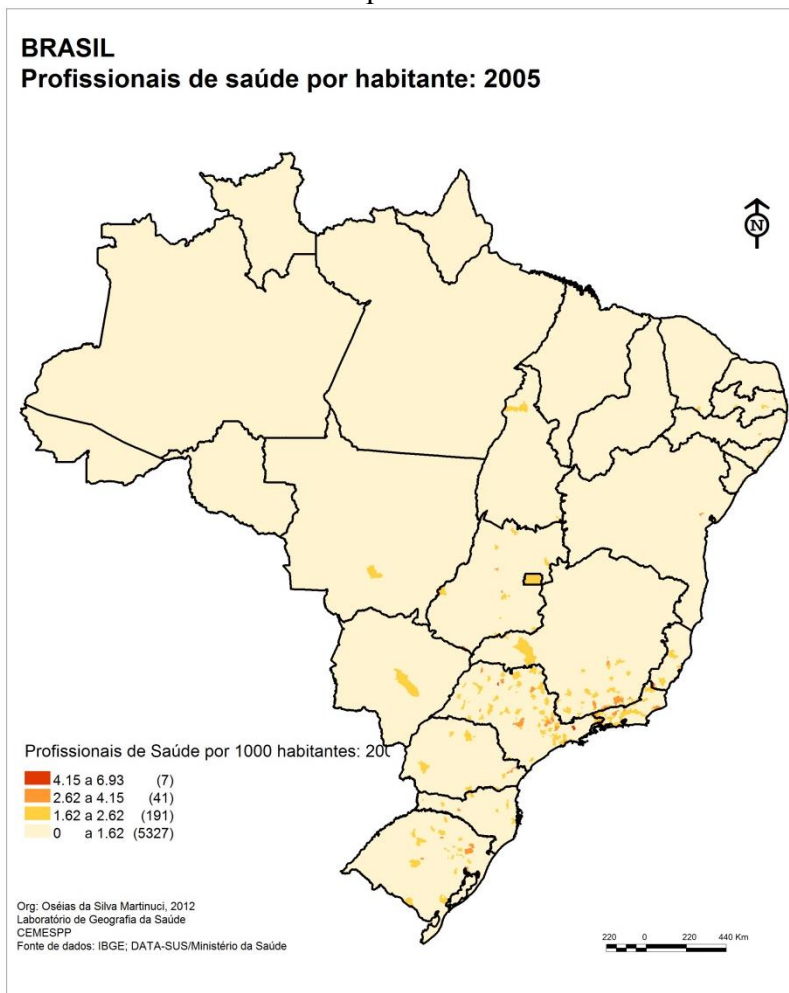 BRASIL
Profissionais de saúde por habitante: 2005
N
Profissionais de Saúde por 1000 habitantes: 200
4.15 a 6.93 (7)
2.62 a 4.15 (41)
1.62 a 2.62 (191)
0 a 1.62 (5327)
Org: Oséias da Silva Martinuci, 2012
Laboratório de Geografia da Saúde
CEMESPP
Fonte de dados: IBGE; DATA-SUS/Ministério da Saúde
220 0 220 440 Km